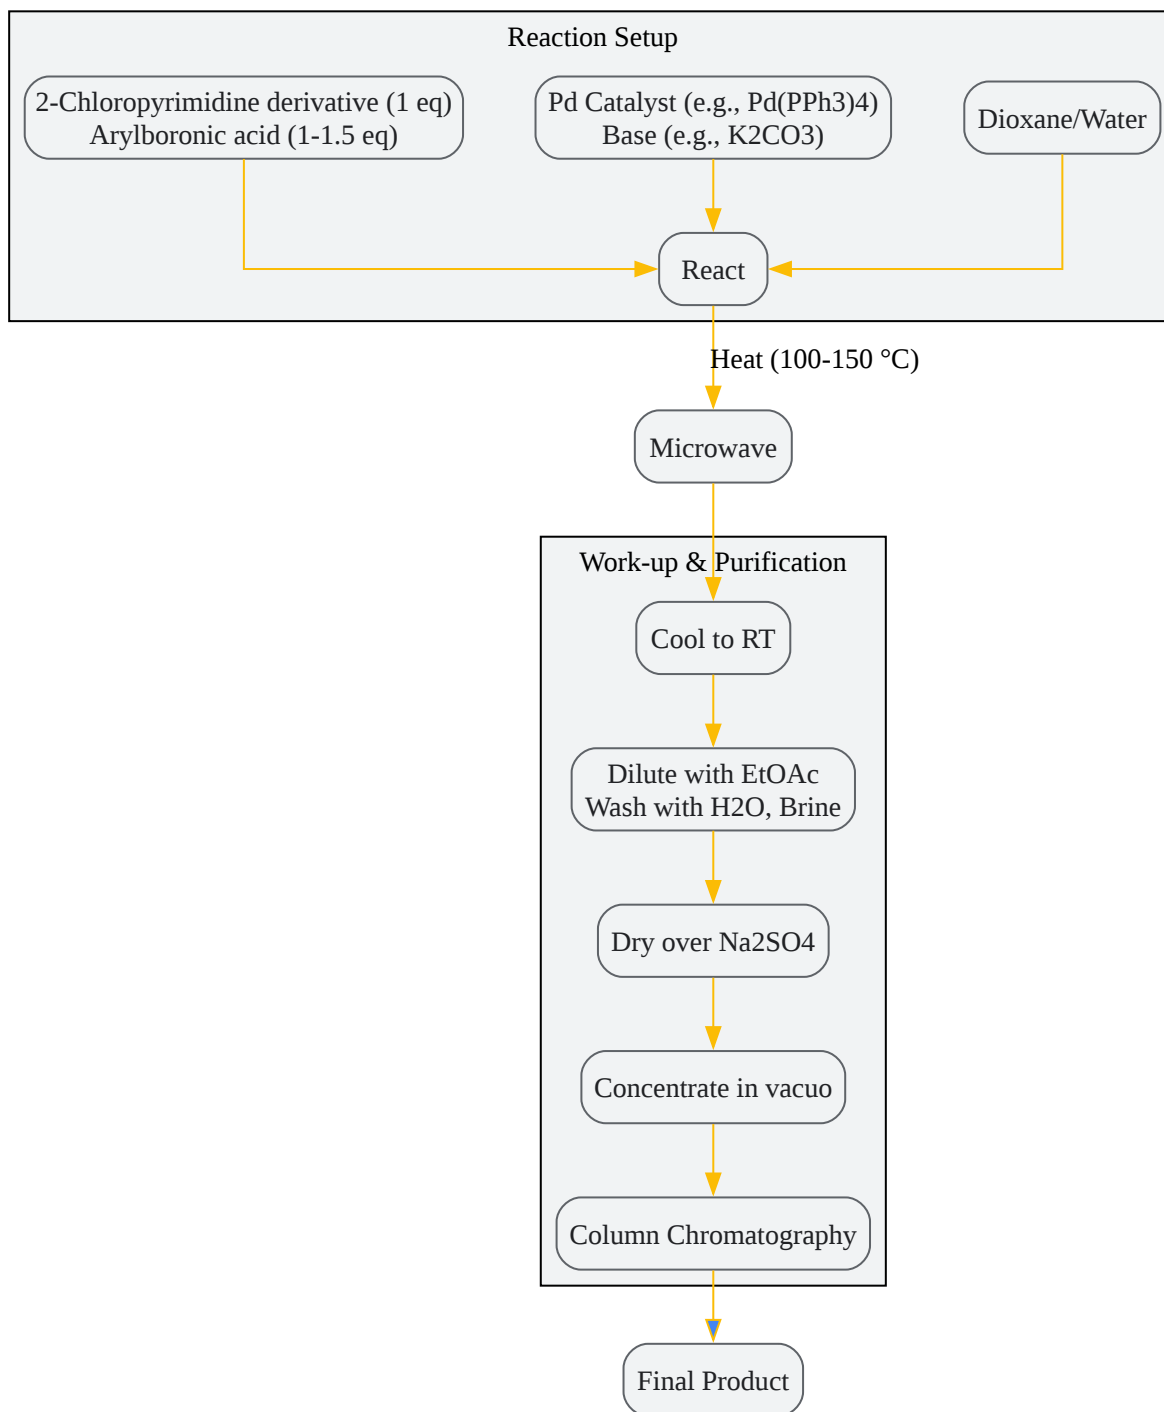 Reaction Setup
2-Chloropyrimidine derivative (1 eq)
Arylboronic acid (1-1.5 eq)
Pd Catalyst (e.g., Pd(PPh3)4)
Base (e.g., K2CO3)
Dioxane/Water
React
Heat (100-150 °C)
Microwave
Work-up & Purification
Cool to RT
Dilute with EtOAc
Wash with H2O, Brine
Dry over Na2SO4
Concentrate in vacuo
Column Chromatography
Final Product